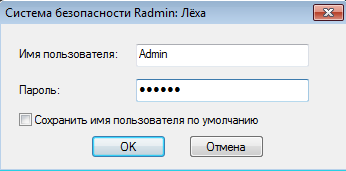 Система безопасности Radmin: Лёха
Имя пользователя: Admin
Пароль: ••••••
Сохранить имя пользователя по умолчанию
OK Отмена